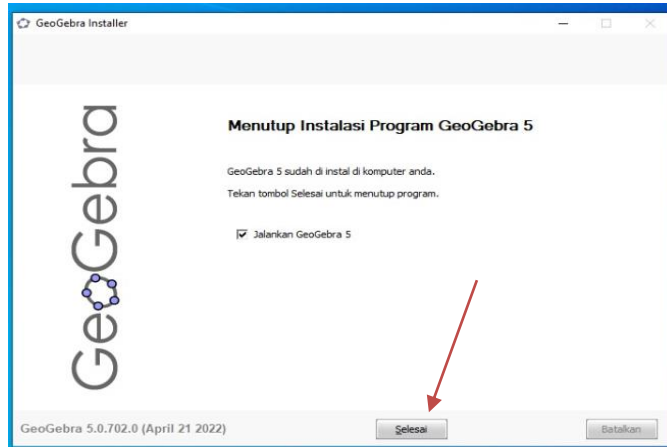 GeoGebra Installer
GeoGebra
Menutup Instalasi Program GeoGebra 5
GeoGebra 5 sudah di instal di komputer anda.
Tekan tombol Selesai untuk menutup program.
Jalankan GeoGebra 5
GeoGebra 5.0.702.0 (April 21 2022)
Selesai
Batalkan